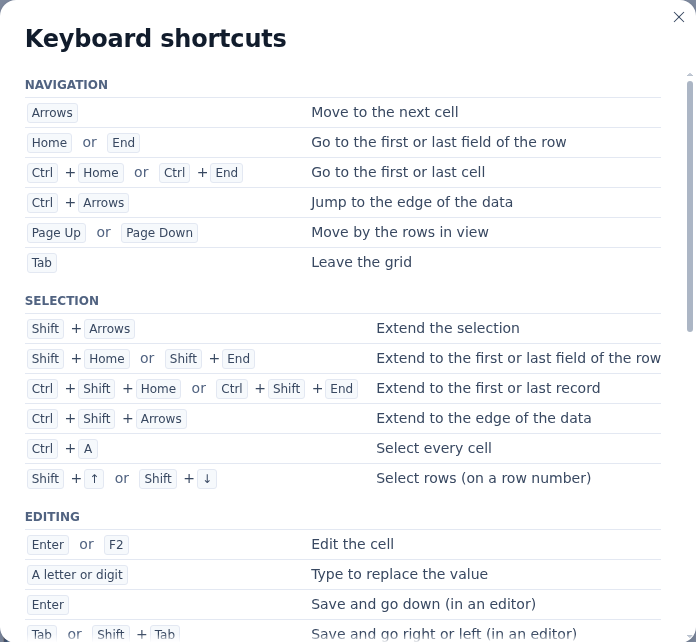 Keyboard shortcuts
NAVIGATION
Arrows Move to the next cell
Home or End Go to the first or last field of the row
Ctrl + Home or Ctrl + End Go to the first or last cell
Ctrl + Arrows Jump to the edge of the data
Page Up or Page Down Move by the rows in view
Tab Leave the grid
SELECTION
Shift + Arrows Extend the selection
Shift + Home or Shift + End Extend to the first or last field of the row
Ctrl + Shift + Home or Ctrl + Shift + End Extend to the first or last record
Ctrl + Shift + Arrows Extend to the edge of the data
Ctrl + A Select every cell
Shift + ↑ or Shift + ↓ Select rows (on a row number)
EDITING
Enter or F2 Edit the cell
A letter or digit Type to replace the value
Enter Save and go down (in an editor)
Tab or Shift + Tab Save and go right or left (in an editor)